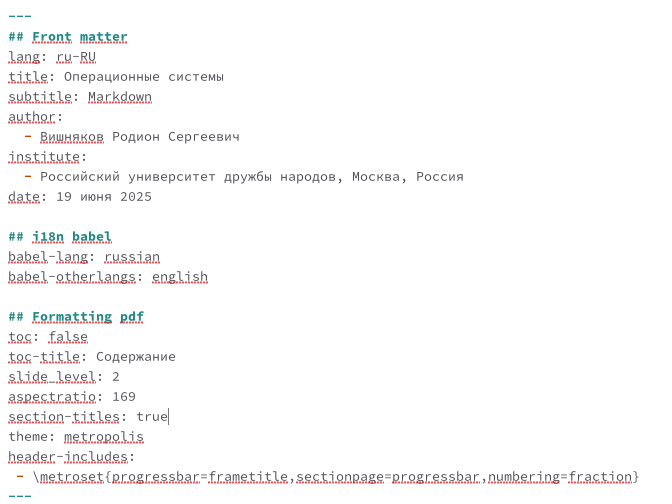 ---
## Front matter
lang: ru-RU
title: Операционные системы
subtitle: Markdown
author:
  - Вишняков Родион Сергеевич
institute:
  - Российский университет дружбы народов, Москва, Россия
date: 19 июня 2025

## i18n babel
babel-lang: russian
babel-otherlangs: english

## Formatting pdf
toc: false
toc-title: Содержание
slide_level: 2
aspectratio: 169
section-titles: true
theme: metropolis
header-includes:
 - \metroset{progressbar=frametitle,sectionpage=progressbar,numbering=fraction}
---